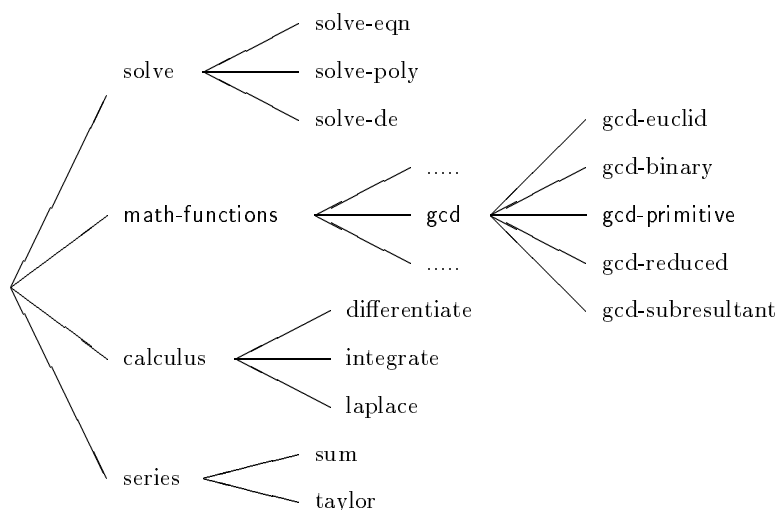 solve
solve-eqn
solve-poly
solve-de
math-functions
.....
gcd
.....
gcd-euclid
gcd-binary
gcd-primitive
gcd-reduced
gcd-subresultant
calculus
differentiate
integrate
laplace
series
sum
taylor